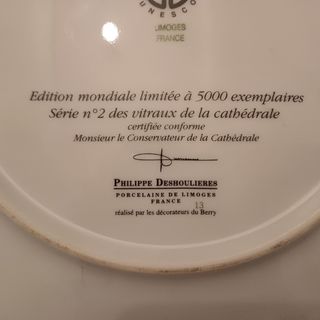 UNESCO
LIMOGES
FRANCE
Edition mondiale limitée à 5000 exemplaires
Série n°2 des vitraux de la cathédrale
certifiée conforme
Monsieur le Conservateur de la Cathédrale
PHILIPPE DESHOULIERES
PORCELAINE DE LIMOGES
FRANCE
13
réalisé par les décorateurs du Berry